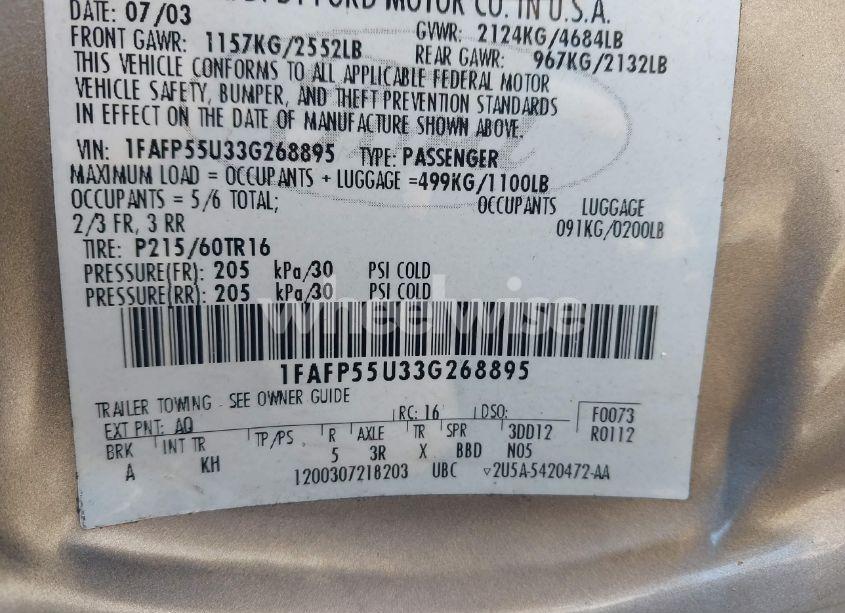 FORD MOTOR CO. IN U.S.A.
DATE: 07/03 GVWR: 2124KG/4684LB
FRONT GAWR: 1157KG/2552LB REAR GAWR: 967KG/2132LB
THIS VEHICLE CONFORMS TO ALL APPLICABLE FEDERAL MOTOR
VEHICLE SAFETY, BUMPER, AND THEFT PREVENTION STANDARDS
IN EFFECT ON THE DATE OF MANUFACTURE SHOWN ABOVE.
VIN: 1FAFP55U33G268895 TYPE: PASSENGER
MAXIMUM LOAD = OCCUPANTS + LUGGAGE =499KG/1100LB
OCCUPANTS = 5/6 TOTAL; OCCUPANTS LUGGAGE
2/3 FR, 3 RR 091KG/0200LB
TIRE: P215/60TR16
PRESSURE(FR): 205 kPa/30 PSI COLD
PRESSURE(RR): 205 kPa/30 PSI COLD
wheelwise
1FAFP55U33G268895
TRAILER TOWING - SEE OWNER GUIDE
EXT PNT: AQ RC: 16 DSO: F0073
BRK INT TR TP/PS R AXLE TR SPR 3DD12 R0112
A KH 5 3R X BBD N05
1200307218203 UBC ▿2U5A-5420472-AA